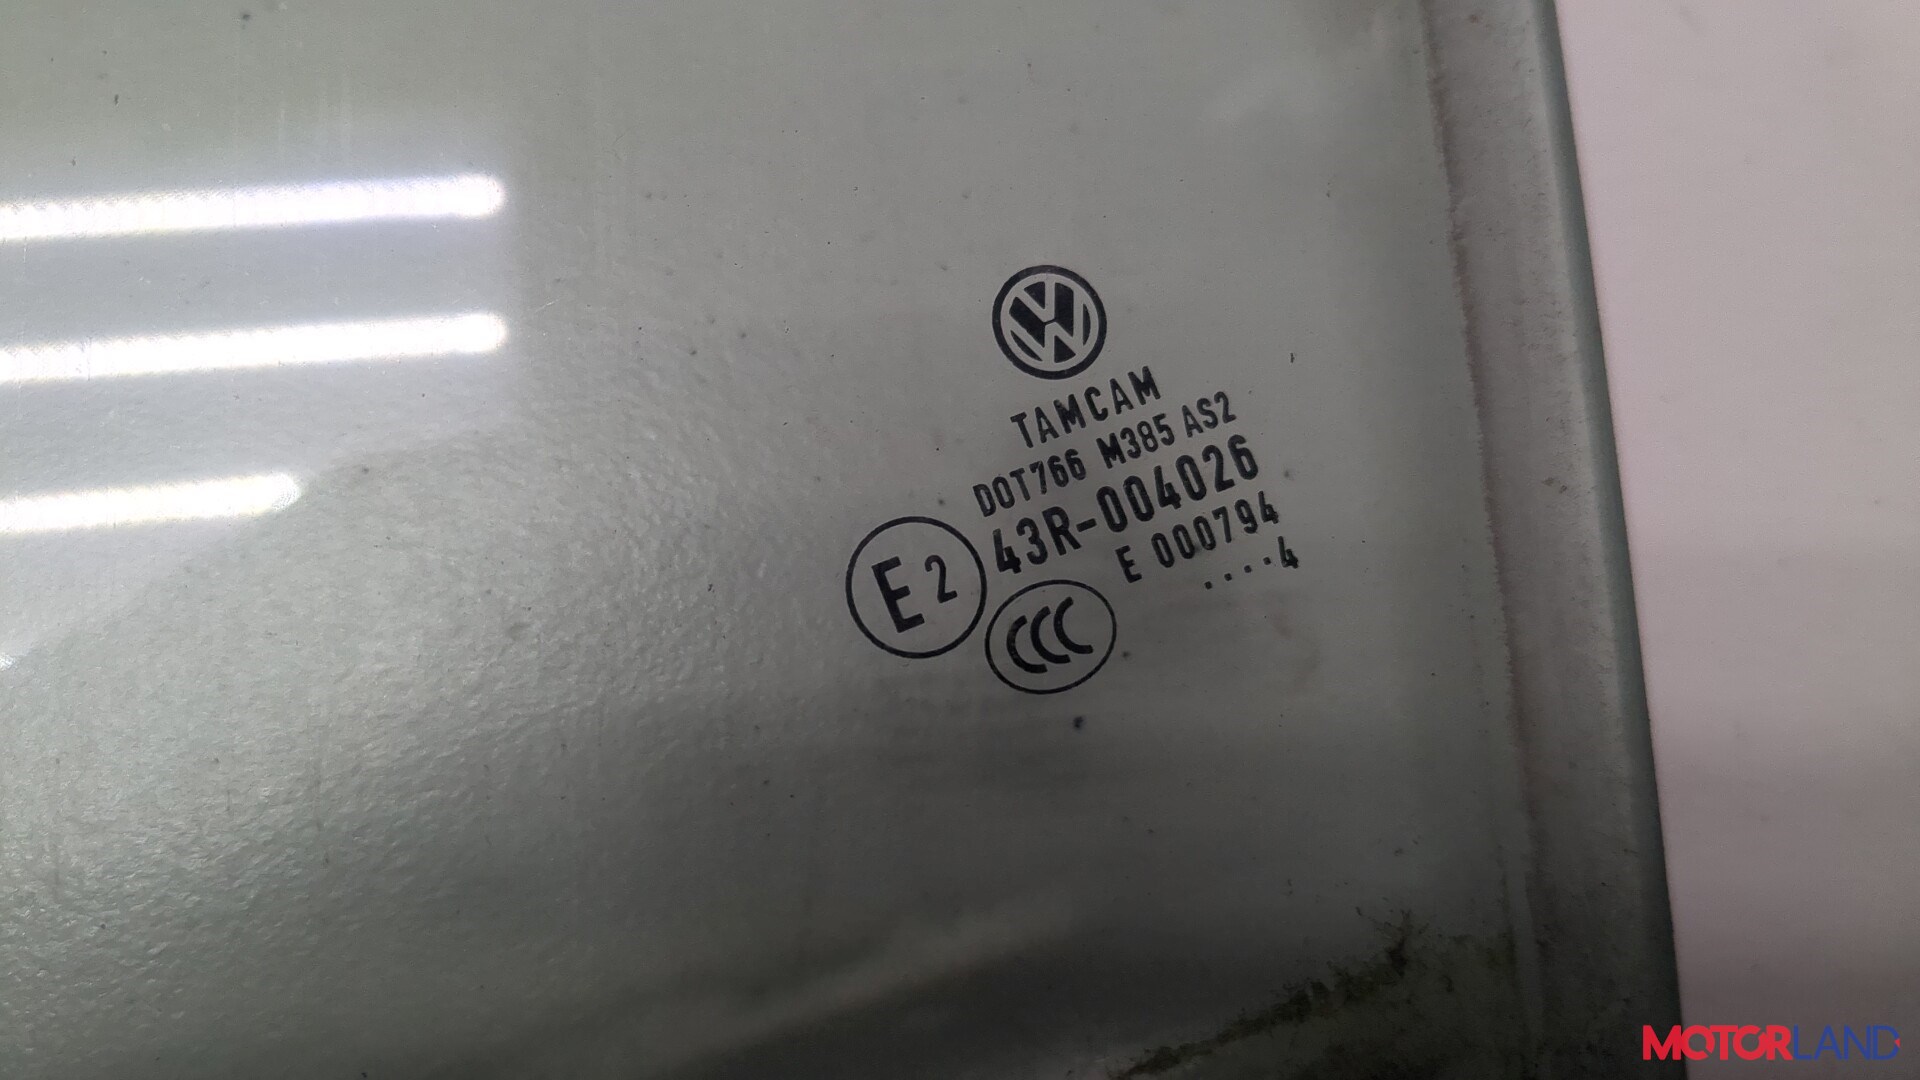 TAMCAM
DOT766 M385 AS2
43R-004026
E2
E 000794
....4
CCC
MOTORLAND